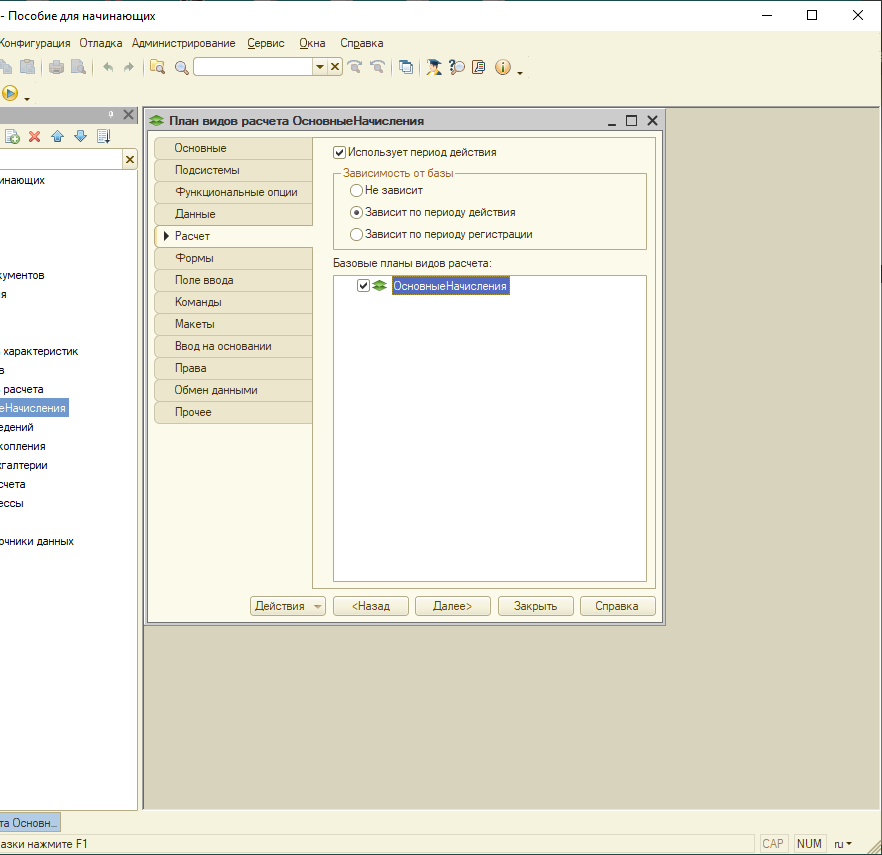 - Пособие для начинающих
Конфигурация Отладка Администрирование Сервис Окна Справка
План видов расчета ОсновныеНачисления
инающих
кументов
ия
характеристик
в
расчета
еНачисления
едений
копления
хгалтерии
счета
ессы
очники данных
Основные
Подсистемы
Функциональные опции
Данные
Расчет
Формы
Поле ввода
Команды
Макеты
Ввод на основании
Права
Обмен данными
Прочее
Использует период действия
Зависимость от базы
Не зависит
Зависит по периоду действия
Зависит по периоду регистрации
Базовые планы видов расчета:
ОсновныеНачисления
Действия <Назад Далее> Закрыть Справка
та Основн...
азки нажмите F1
CAP NUM ru